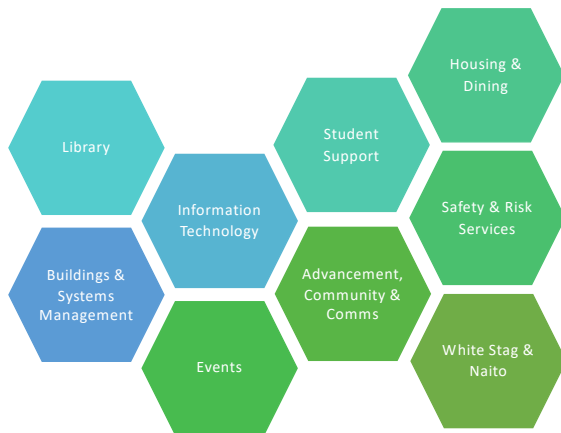 Housing &
Dining
Library
Student
Support
Information
Technology
Safety & Risk
Services
Buildings &
Systems
Management
Advancement,
Community &
Comms
Events
White Stag &
Naito